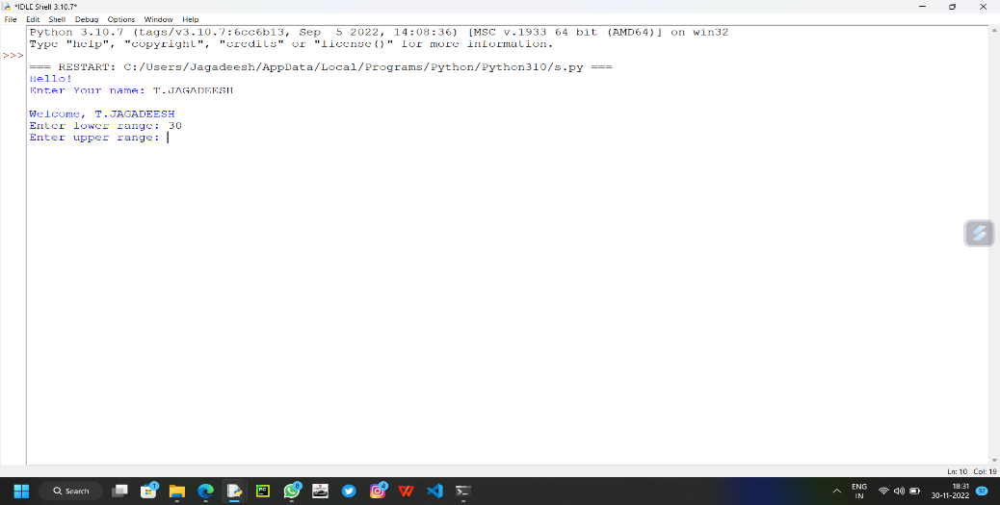 *IDLE Shell 3.10.7*
File Edit Shell Debug Options Window Help
Python 3.10.7 (tags/v3.10.7:6cc6b13, Sep  5 2022, 14:08:36) [MSC v.1933 64 bit (AMD64)] on win32
Type "help", "copyright", "credits" or "license()" for more information.
>>>
=== RESTART: C:/Users/Jagadeesh/AppData/Local/Programs/Python/Python310/s.py ===
Hello!
Enter Your name: T.JAGADEESH
Welcome, T.JAGADEESH
Enter lower range: 30
Enter upper range:
Ln: 10 Col: 19
Search
PC
ENG
IN
18:31
30-11-2022